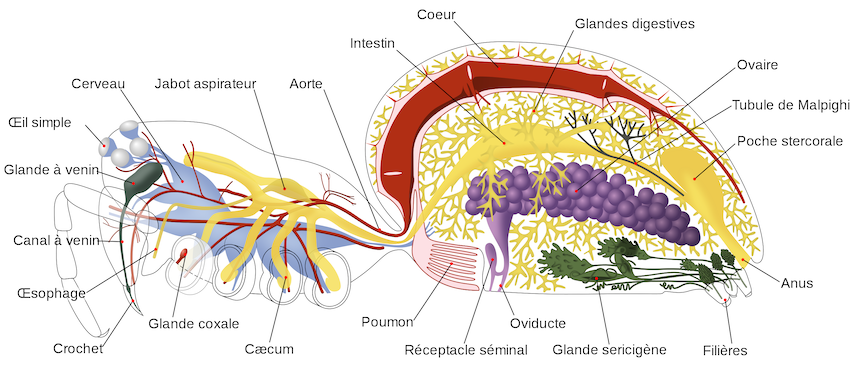 Coeur
Glandes digestives
Intestin
Ovaire
Cerveau
Jabot aspirateur
Aorte
Tubule de Malpighi
Œil simple
Poche stercorale
Glande à venin
Canal à venin
Anus
Œsophage
Glande coxale
Poumon
Oviducte
Crochet
Cæcum
Réceptacle séminal
Glande sericigène
Filières